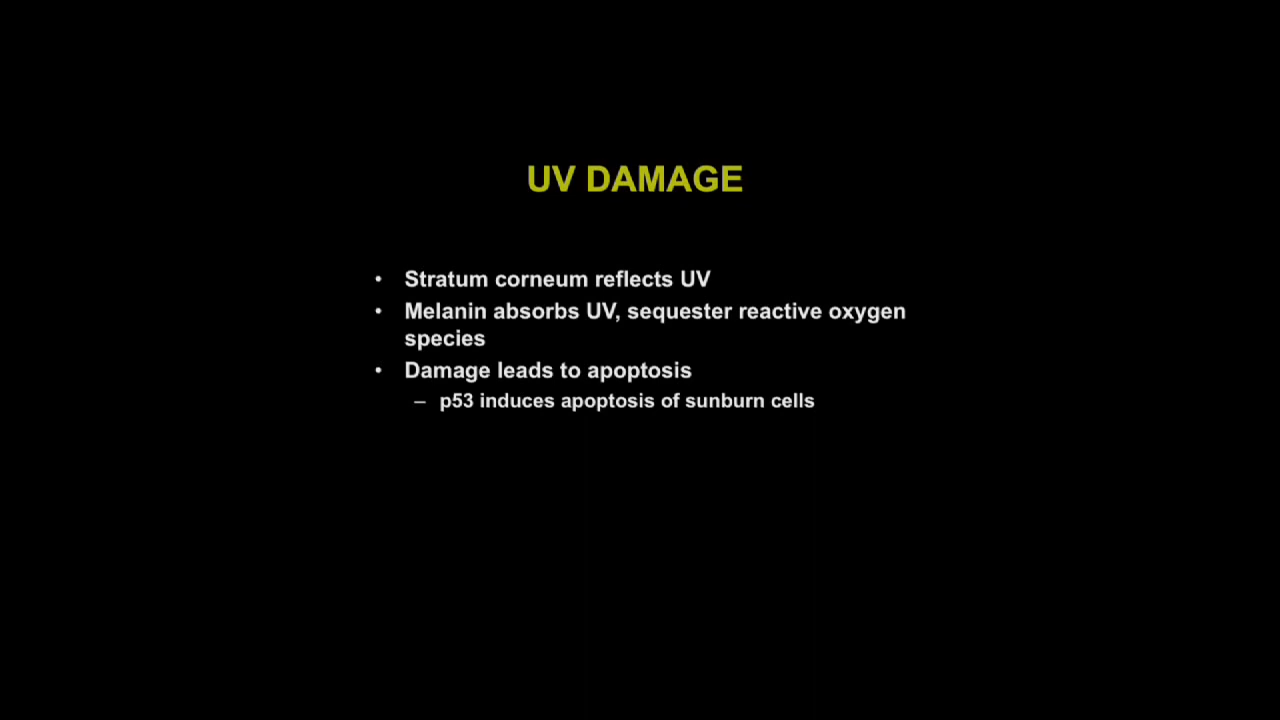 UV DAMAGE
• Stratum corneum reflects UV
• Melanin absorbs UV, sequester reactive oxygen
species
• Damage leads to apoptosis
– p53 induces apoptosis of sunburn cells